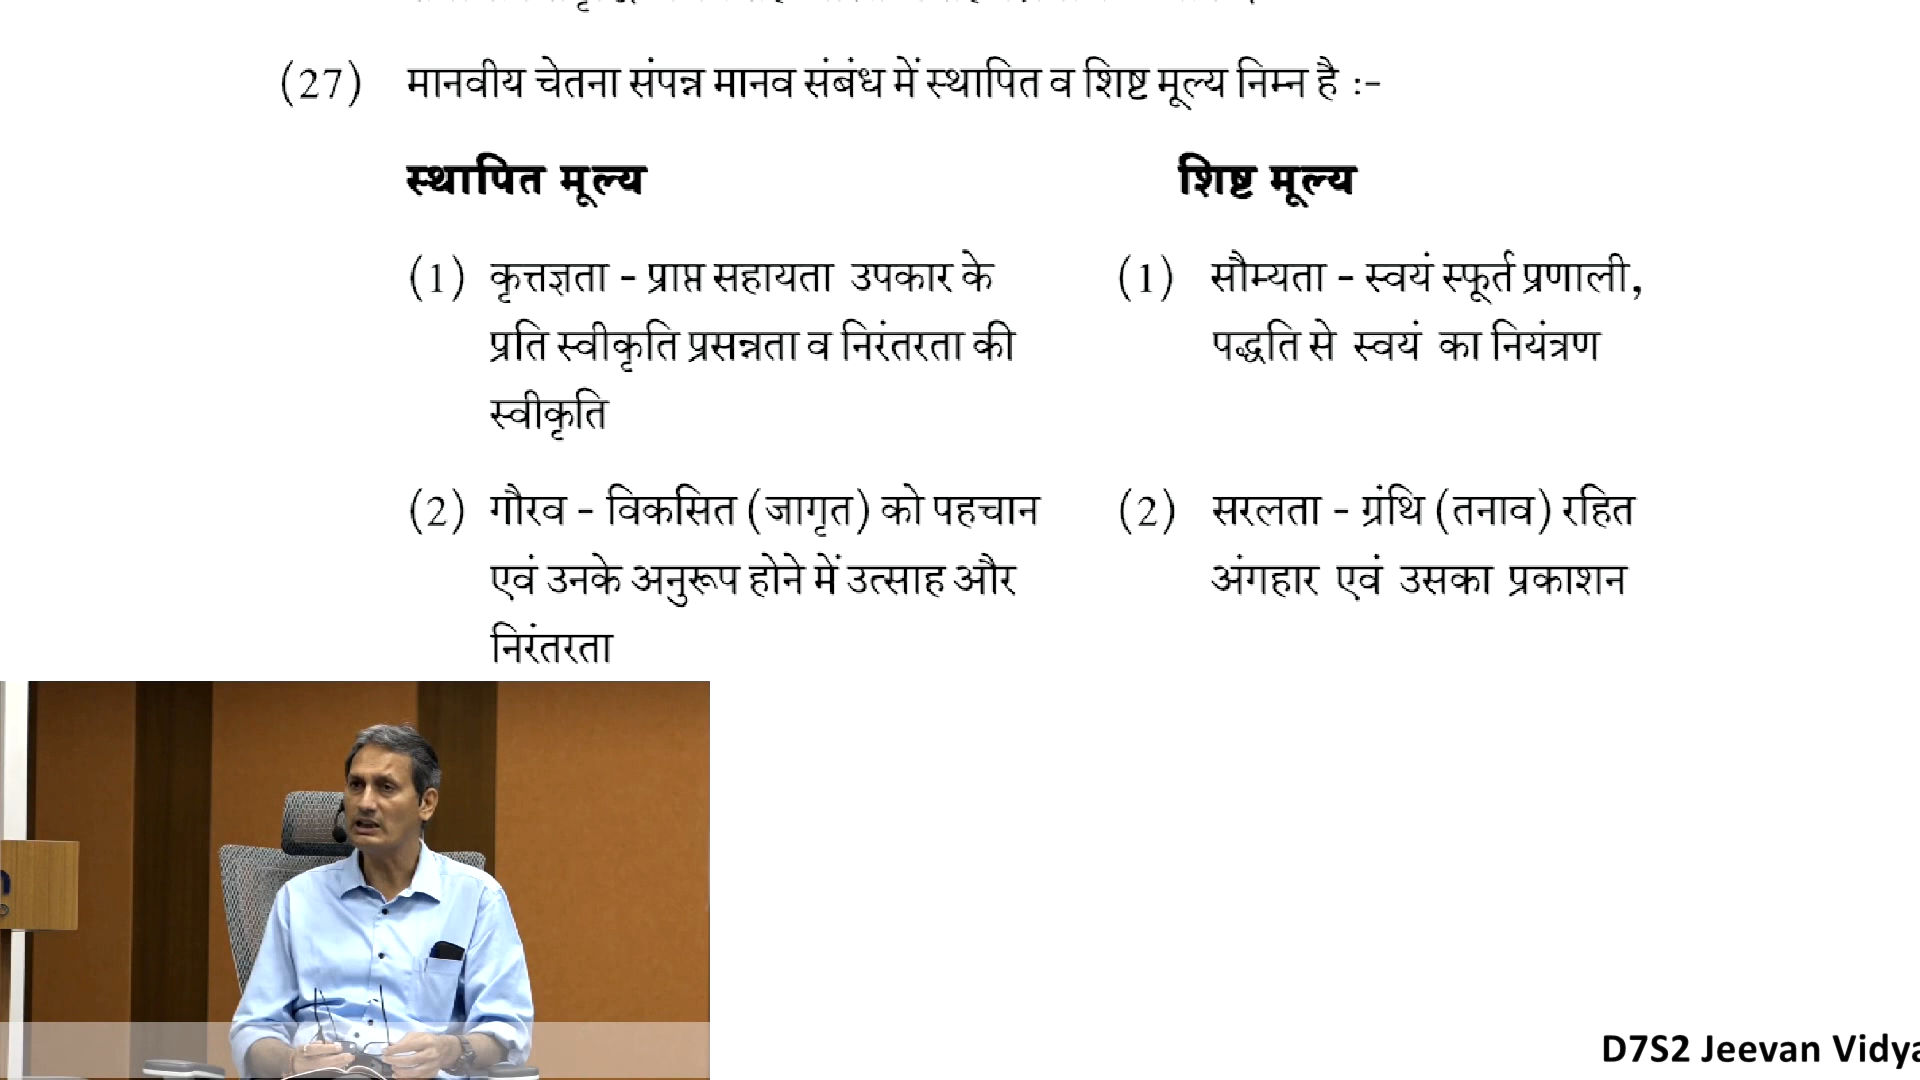 (27) मानवीय चेतना संपन्न मानव संबंध में स्थापित व शिष्ट मूल्य निम्न है :-
स्थापित मूल्य
(1) कृत्तज्ञता - प्राप्त सहायता उपकार के
प्रति स्वीकृति प्रसन्नता व निरंतरता की
स्वीकृति
(2) गौरव - विकसित (जागृत) को पहचान
एवं उनके अनुरूप होने में उत्साह और
निरंतरता
शिष्ट मूल्य
(1) सौम्यता - स्वयं स्फूर्त प्रणाली,
पद्धति से स्वयं का नियंत्रण
(2) सरलता - ग्रंथि (तनाव) रहित
अंगहार एवं उसका प्रकाशन
D7S2 Jeevan Vidya